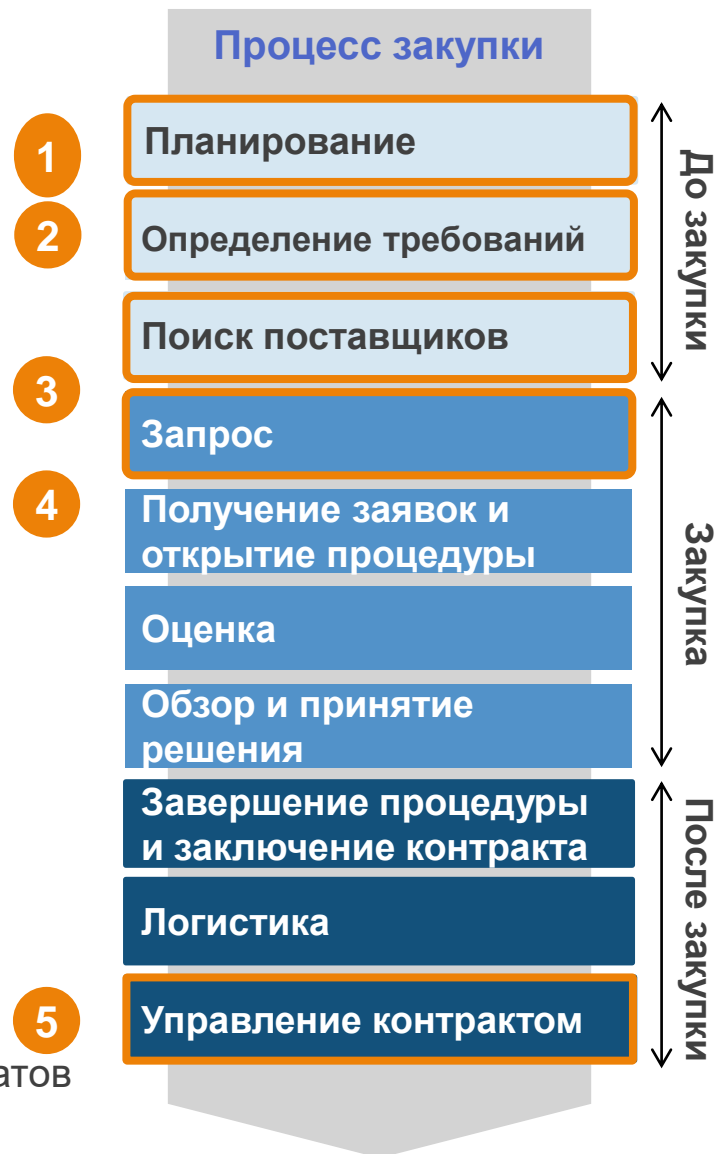 Процесс закупки
1
Планирование
2
Определение требований
Поиск поставщиков
3
Запрос
4
Получение заявок и
открытие процедуры
Оценка
Обзор и принятие
решения
Завершение процедуры
и заключение контракта
Логистика
5
Управление контрактом
атов
До закупки
Закупка
После закупки